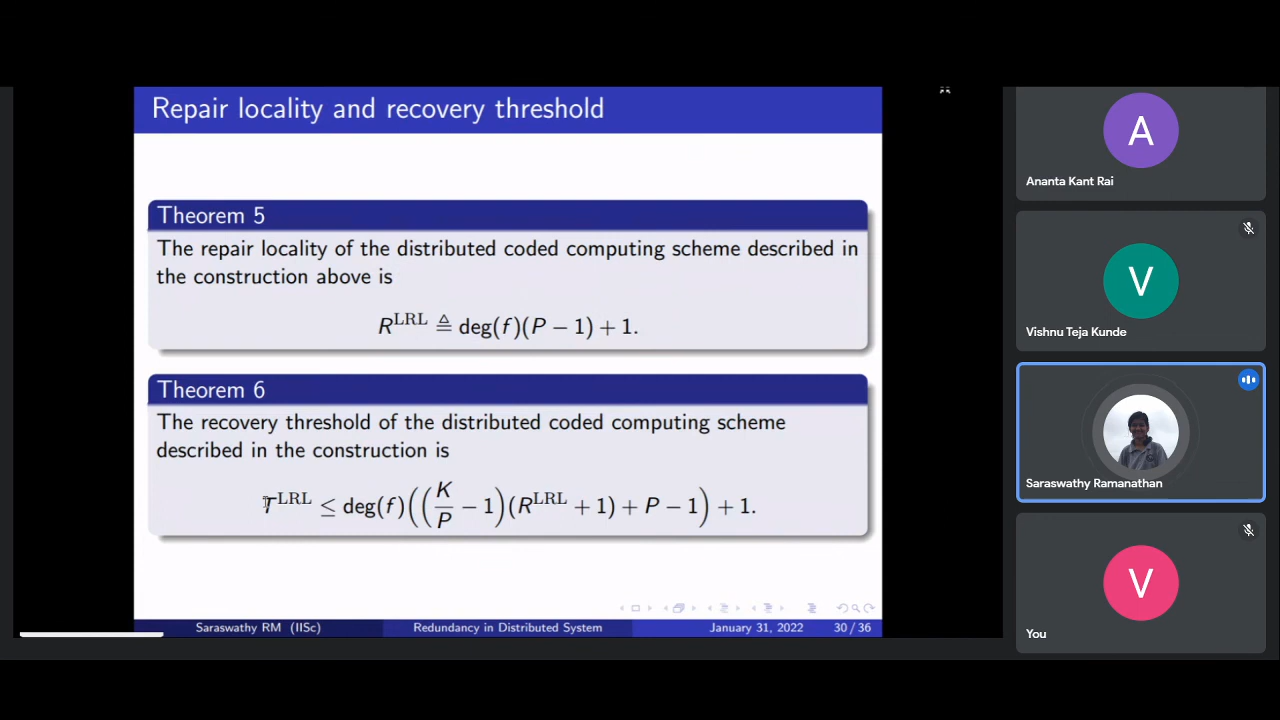 Repair locality and recovery threshold
Theorem 5
The repair locality of the distributed coded computing scheme described in
the construction above is
R^LRL ≜ deg(f)(P − 1) + 1.
Theorem 6
The recovery threshold of the distributed coded computing scheme
described in the construction is
T^LRL ≤ deg(f)((K/P − 1)(R^LRL + 1) + P − 1) + 1.
Saraswathy RM (IISc) Redundancy in Distributed System January 31, 2022 30 / 36
A
Ananta Kant Rai
V
Vishnu Teja Kunde
Saraswathy Ramanathan
V
You